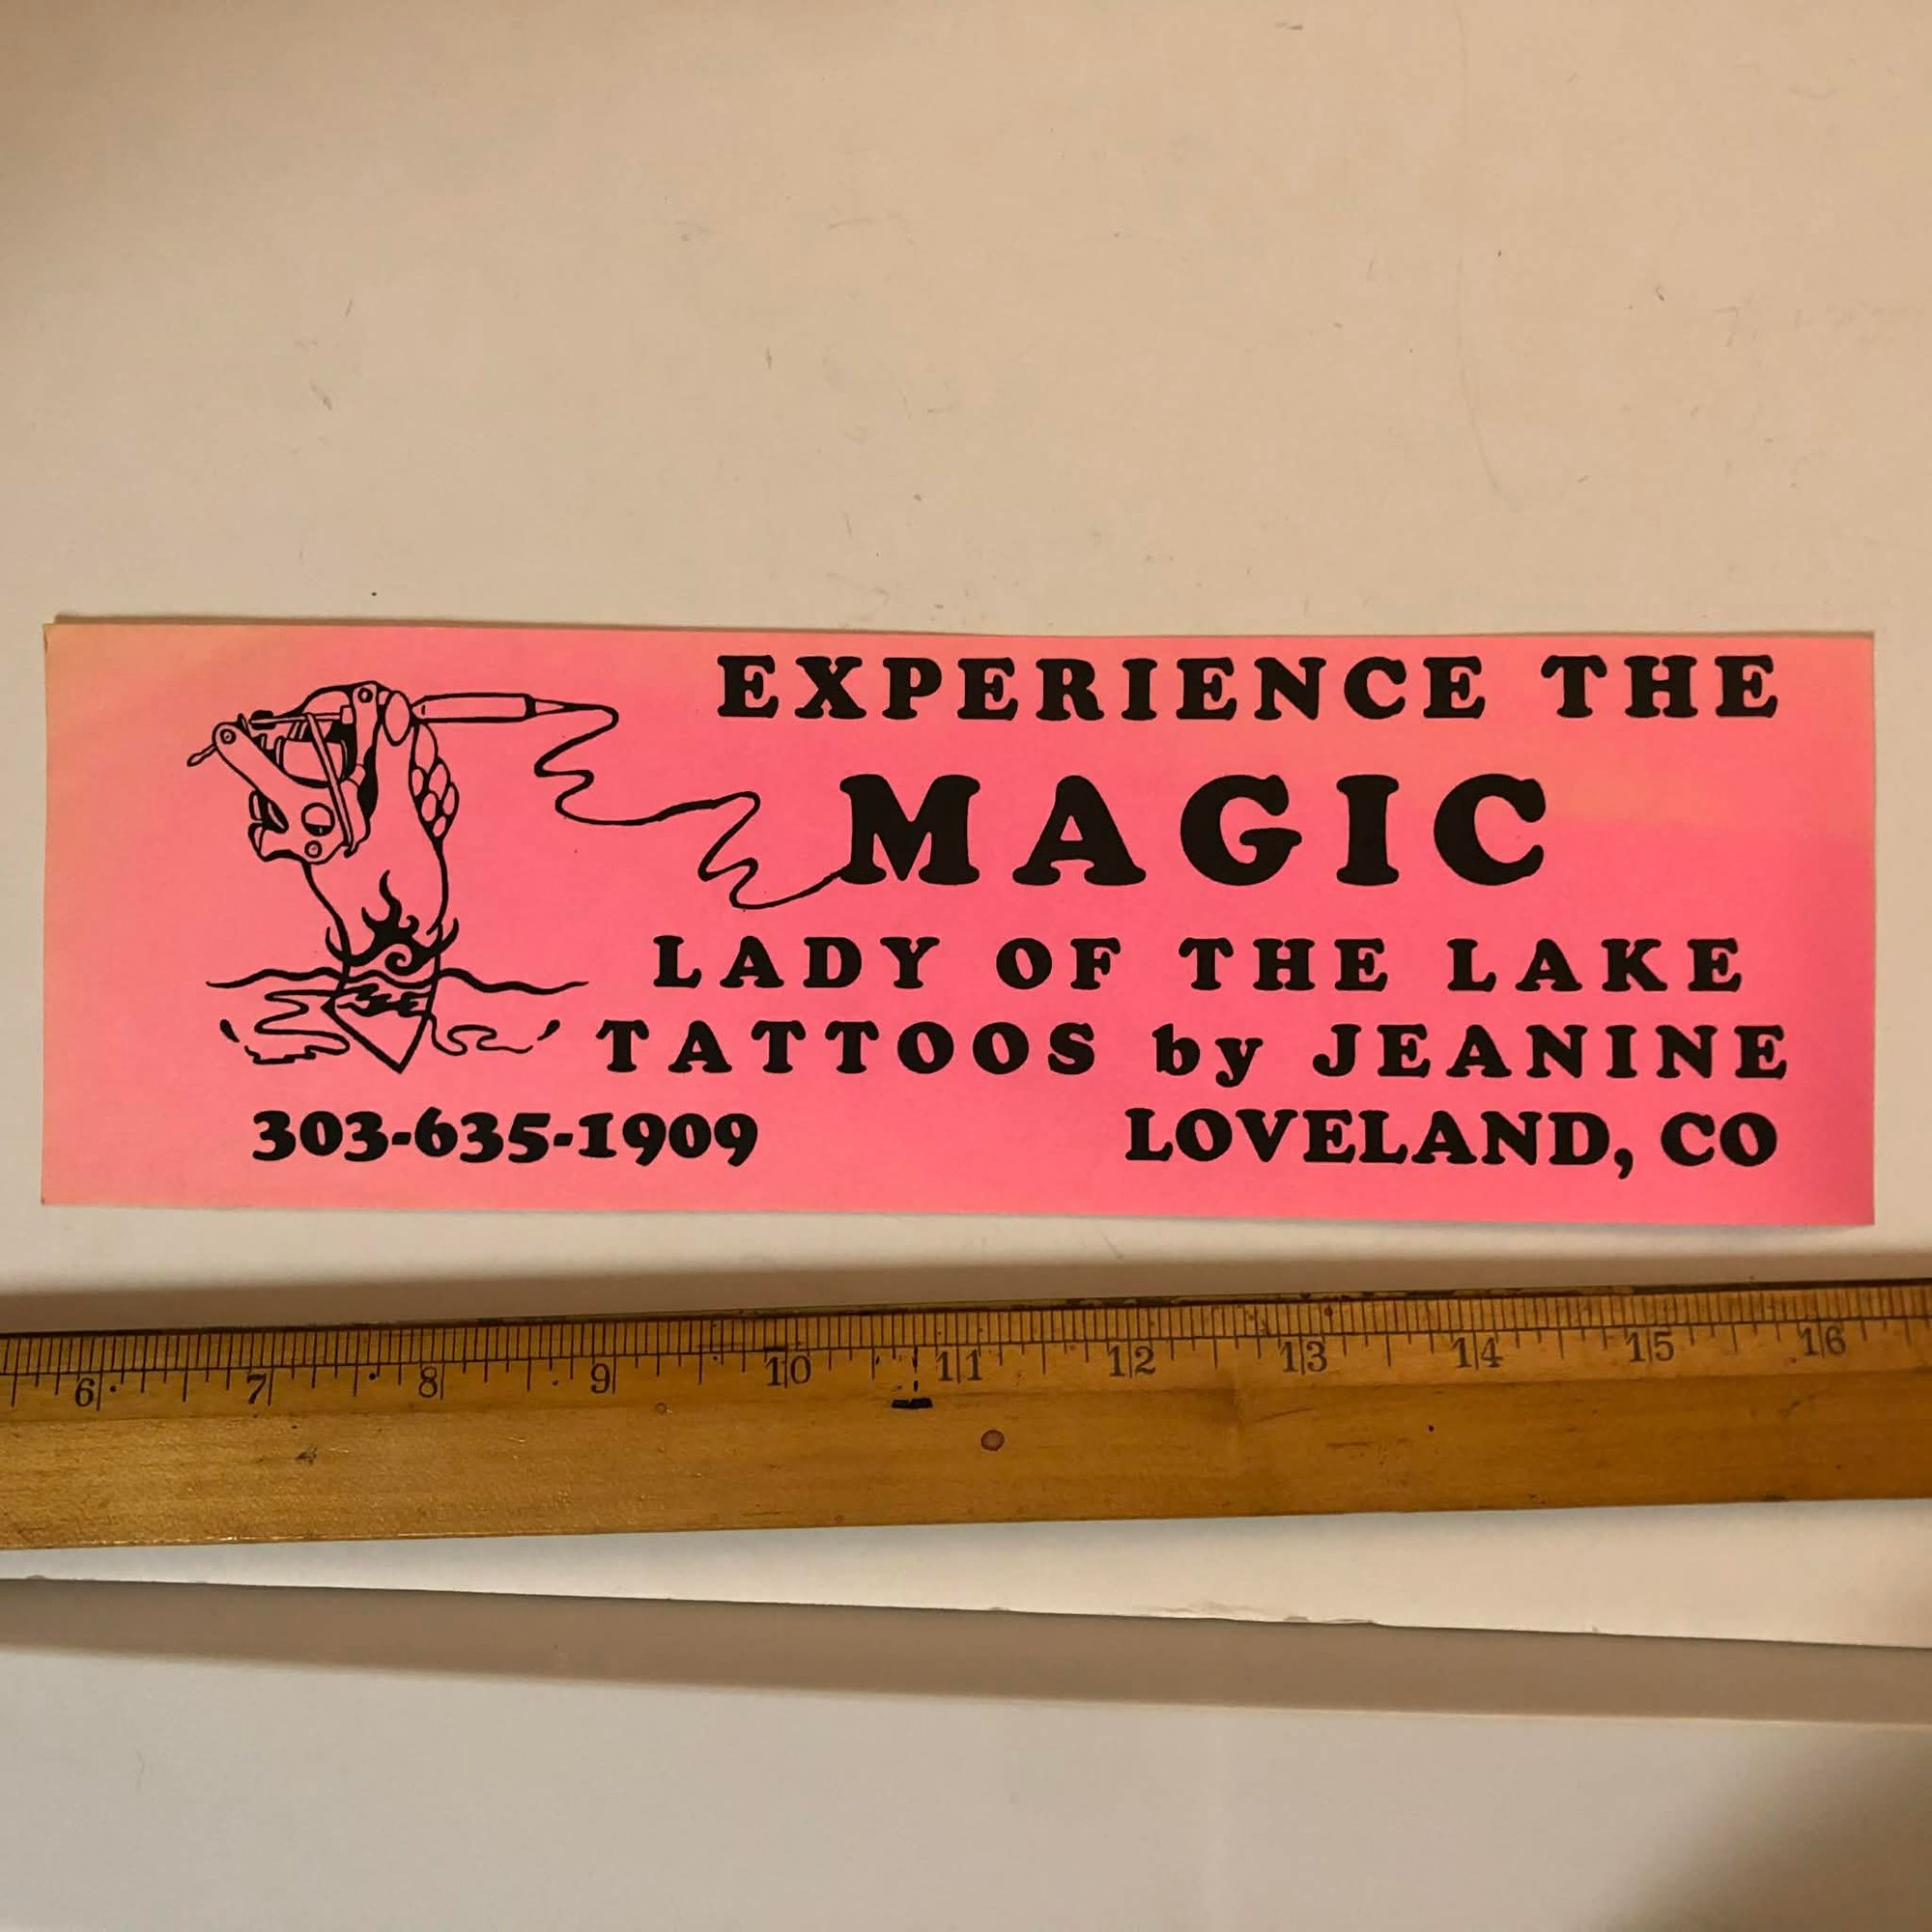 EXPERIENCE THE
MAGIC
LADY OF THE LAKE
TATTOOS by JEANINE
303-635-1909 LOVELAND, CO
6 7 8 9 10 11 12 13 14 15 16